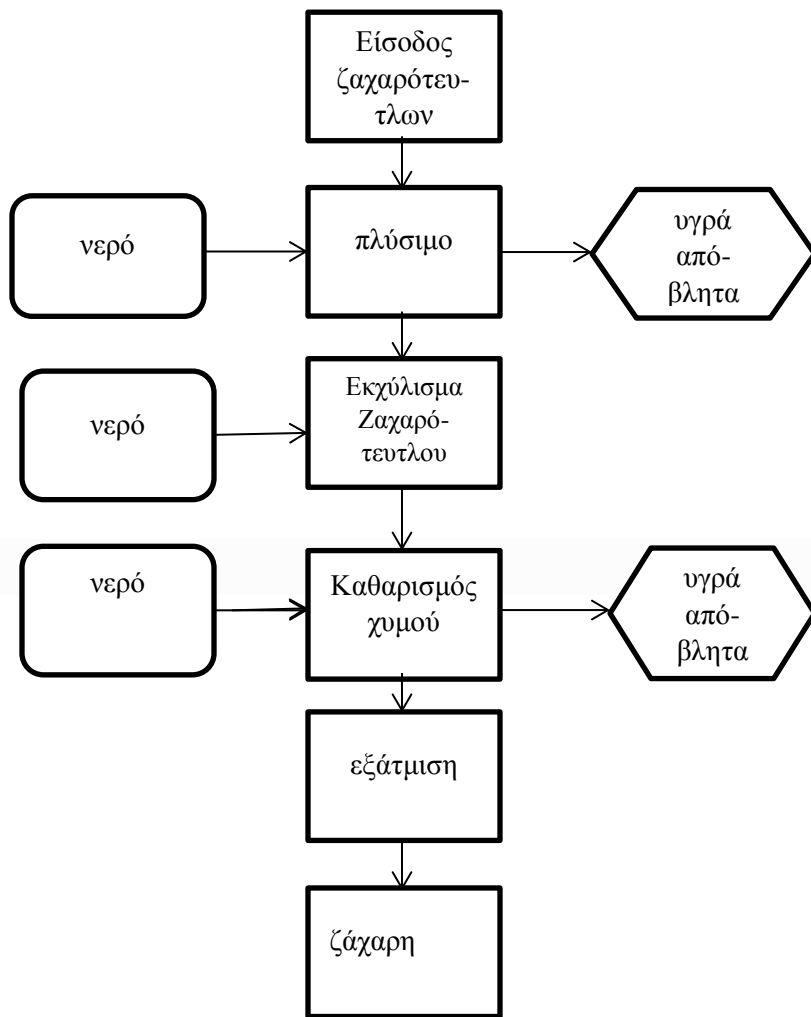 Είσοδος
ζαχαρότευ-
τλων
νερό
πλύσιμο
υγρά
από-
βλητα
νερό
Εκχύλισμα
Ζαχαρό-
τευτλου
νερό
Καθαρισμός
χυμού
υγρά
από-
βλητα
εξάτμιση
ζάχαρη